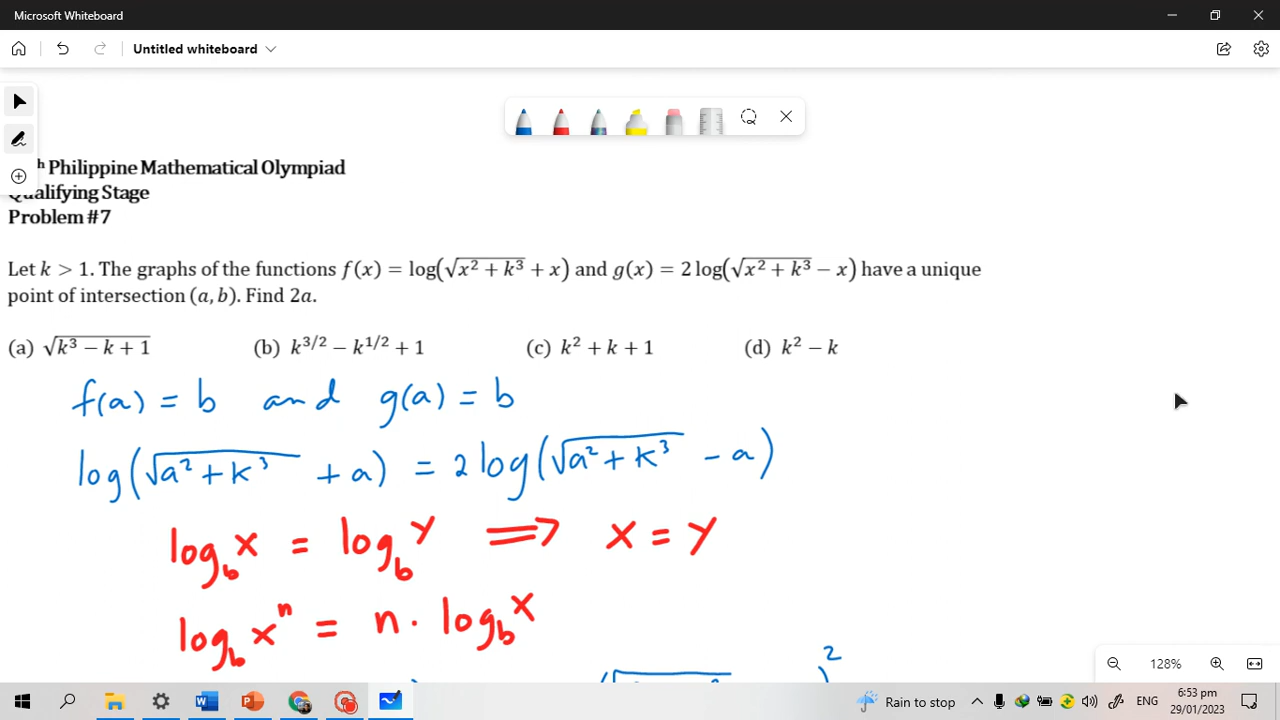 Microsoft Whiteboard
Untitled whiteboard
h Philippine Mathematical Olympiad
Qualifying Stage
Problem #7
Let k > 1. The graphs of the functions f(x) = log(√x² + k³ + x) and g(x) = 2 log(√x² + k³ − x) have a unique
point of intersection (a, b). Find 2a.
(a) √k³ − k + 1 (b) k^{3/2} − k^{1/2} + 1 (c) k² + k + 1 (d) k² − k
f(a) = b and g(a) = b
log(√a² + k³ + a) = 2 log(√a² + k³ − a)
log_b x = log_b y ⟹ x = y
log_b xⁿ = n · log_b x
2
128%
Rain to stop
ENG
6:53 pm
29/01/2023